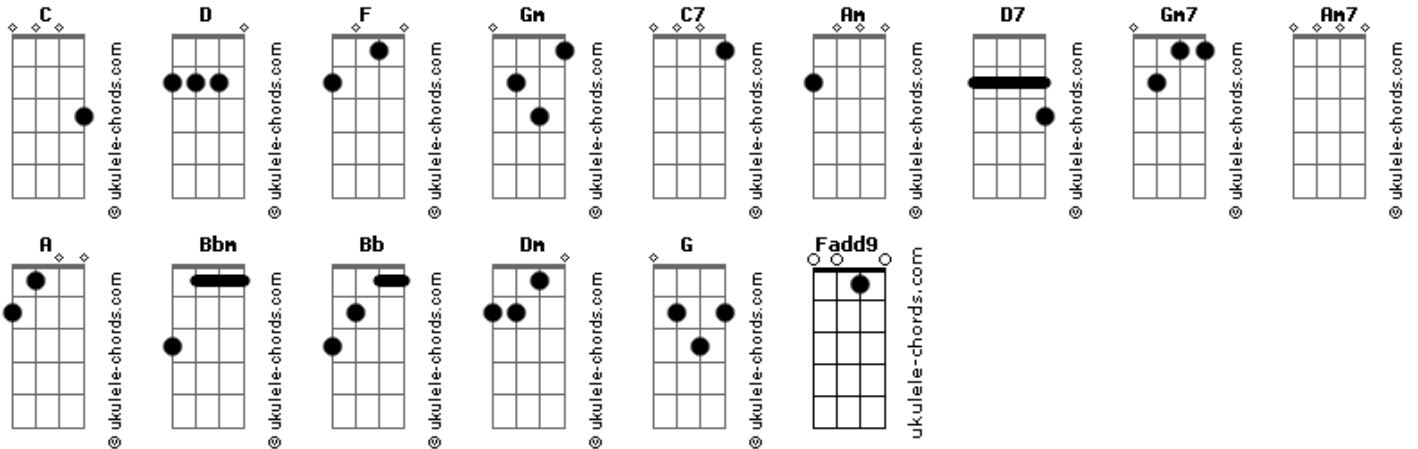 C D F Gm C7 Am D7 Gm7 Am7
© ukulele-chords.com © ukulele-chords.com © ukulele-chords.com © ukulele-chords.com © ukulele-chords.com © ukulele-chords.com © ukulele-chords.com © ukulele-chords.com © ukulele-chords.com
A Bbm Bb Dm G Fadd9
© ukulele-chords.com © ukulele-chords.com © ukulele-chords.com © ukulele-chords.com © ukulele-chords.com ukulele-chords.com